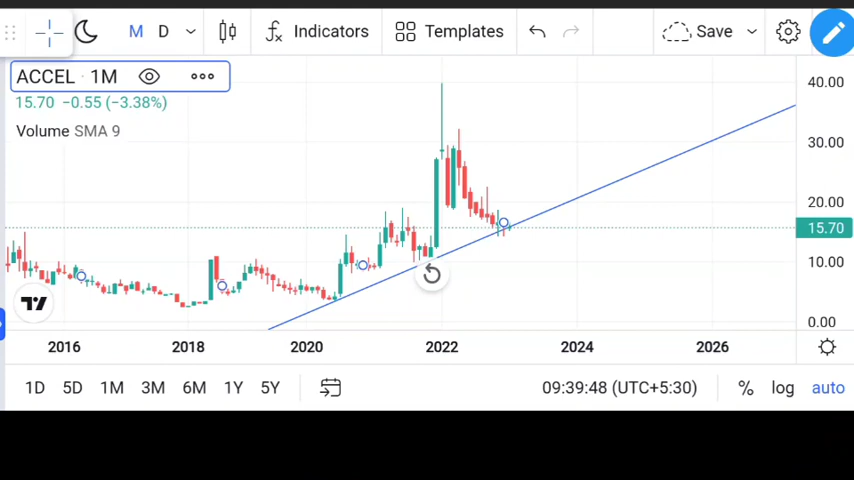 M D Indicators Templates Save
ACCEL · 1M
15.70 −0.55 (−3.38%)
Volume SMA 9
40.00
30.00
20.00
15.70
10.00
0.00
2016 2018 2020 2022 2024 2026
1D 5D 1M 3M 6M 1Y 5Y 09:39:48 (UTC+5:30) % log auto